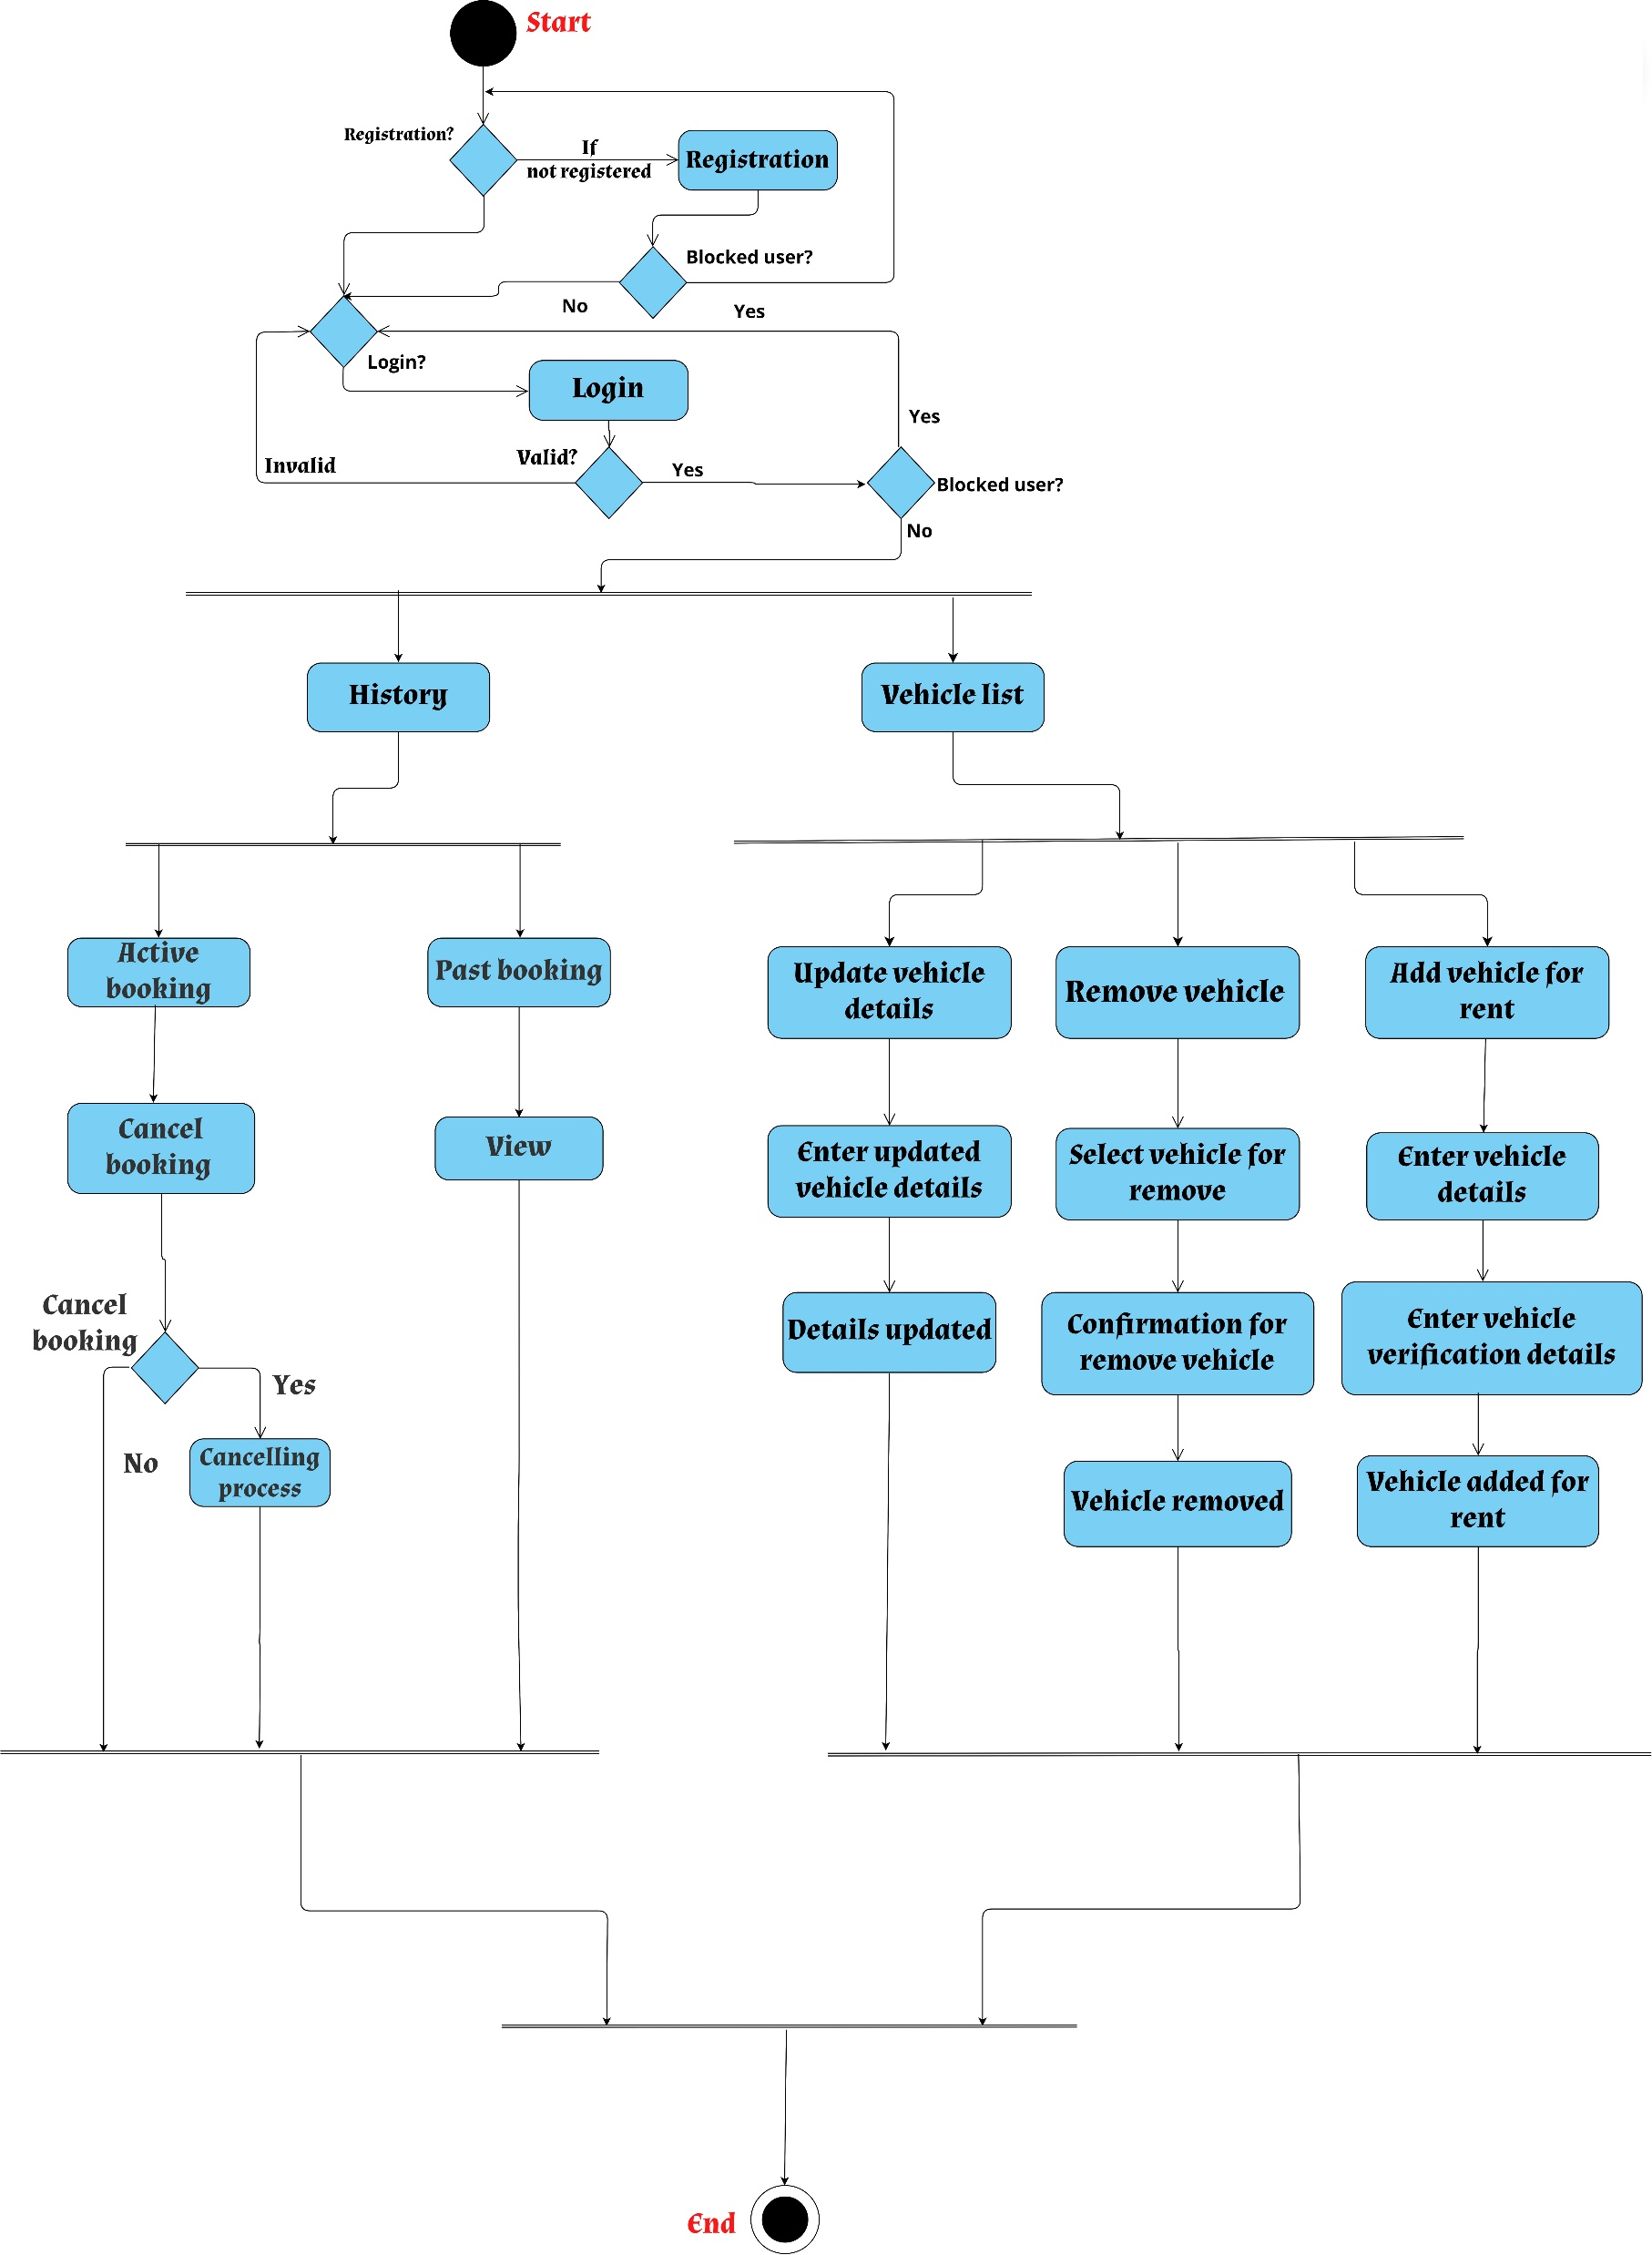 Start
Registration?
If
not registered
Registration
Blocked user?
No
Yes
Login?
Login
Yes
Invalid
Valid?
Yes
Blocked user?
No
History
Vehicle list
Active
booking
Past booking
Update vehicle
details
Remove vehicle
Add vehicle for
rent
Cancel
booking
View
Enter updated
vehicle details
Select vehicle for
remove
Enter vehicle
details
Cancel
booking
Details updated
Confirmation for
remove vehicle
Enter vehicle
verification details
Yes
No
Cancelling
process
Vehicle removed
Vehicle added for
rent
End